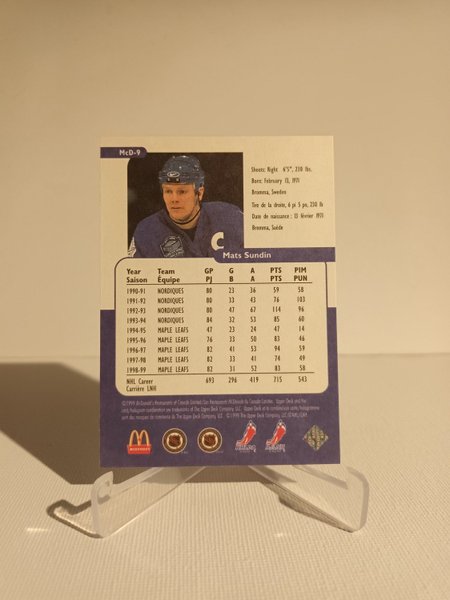 McD-9
Shoots: Right 6'5", 230 lbs.
Born: February 13, 1971
Bromma, Sweden
Tire de la droite, 6 pi 5 po, 230 lb
Date de naissance : 13 février 1971
Bromma, Suède
C
Mats Sundin
Year Team GP G A PTS PIM
Saison Équipe PJ B A PTS PUN
1990-91 NORDIQUES 80 23 36 59 58
1991-92 NORDIQUES 80 33 43 76 103
1992-93 NORDIQUES 80 47 67 114 96
1993-94 NORDIQUES 84 32 53 85 60
1994-95 MAPLE LEAFS 47 23 24 47 14
1995-96 MAPLE LEAFS 76 33 50 83 46
1996-97 MAPLE LEAFS 82 41 53 94 59
1997-98 MAPLE LEAFS 82 33 41 74 49
1998-99 MAPLE LEAFS 82 31 52 83 58
NHL Career 693 296 419 715 543
Carrière LNH